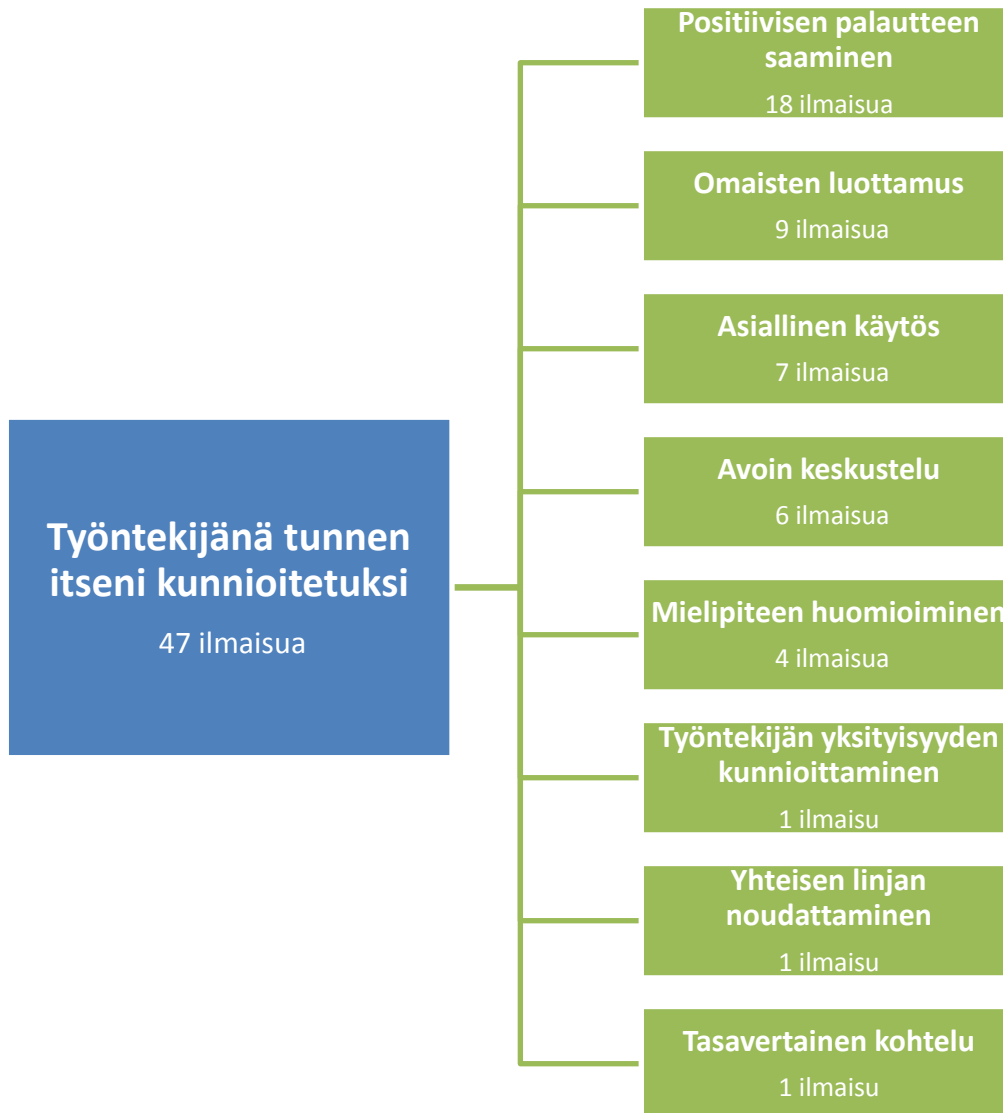 Positiivisen palautteen
saaminen
18 ilmaisua
Omaisten luottamus
9 ilmaisua
Asiallinen käytös
7 ilmaisua
Avoin keskustelu
6 ilmaisua
Työntekijänä tunnen
itseni kunnioitetuksi
47 ilmaisua
Mielipiteen huomioiminen
4 ilmaisua
Työntekijän yksityisyyden
kunnioittaminen
1 ilmaisu
Yhteisen linjan
noudattaminen
1 ilmaisu
Tasavertainen kohtelu
1 ilmaisu